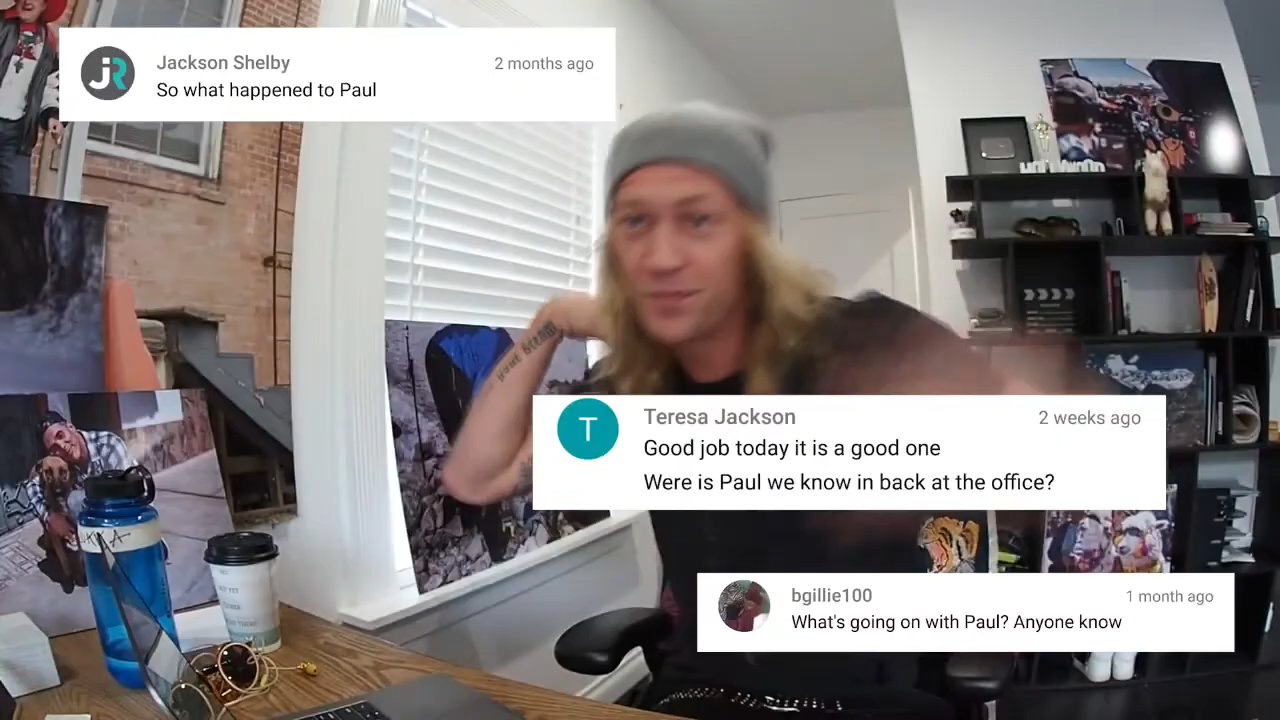 Jackson Shelby
2 months ago
So what happened to Paul
T
Teresa Jackson
2 weeks ago
Good job today it is a good one
Were is Paul we know in back at the office?
bgillie100
1 month ago
What's going on with Paul? Anyone know